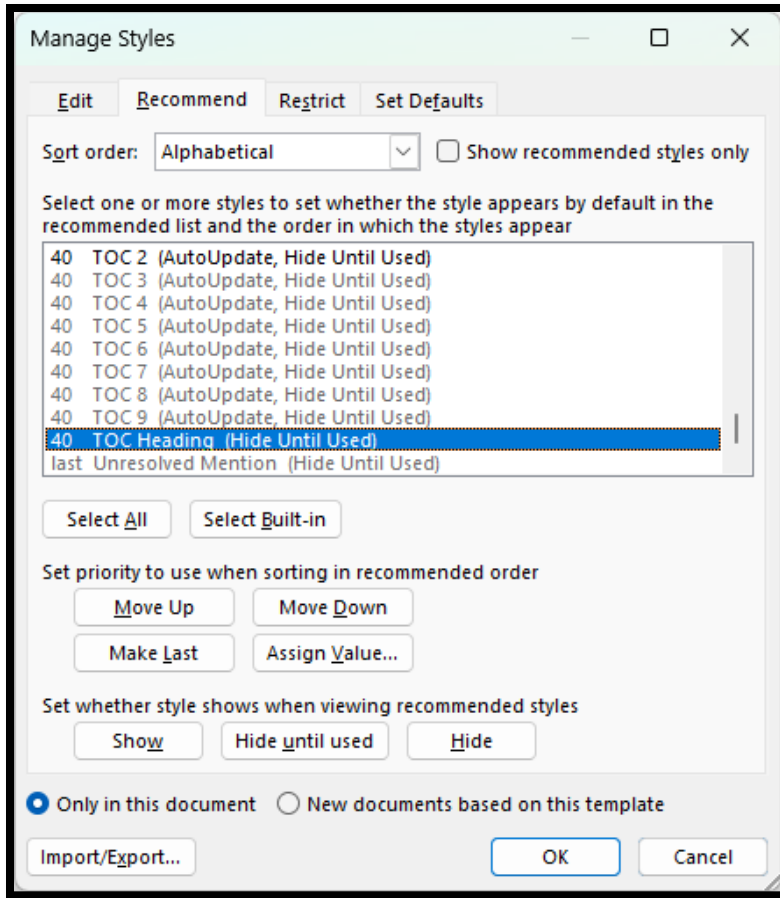 Manage Styles
Edit Recommend Restrict Set Defaults
Sort order: Alphabetical Show recommended styles only
Select one or more styles to set whether the style appears by default in the
recommended list and the order in which the styles appear
40 TOC 2 (AutoUpdate, Hide Until Used)
40 TOC 3 (AutoUpdate, Hide Until Used)
40 TOC 4 (AutoUpdate, Hide Until Used)
40 TOC 5 (AutoUpdate, Hide Until Used)
40 TOC 6 (AutoUpdate, Hide Until Used)
40 TOC 7 (AutoUpdate, Hide Until Used)
40 TOC 8 (AutoUpdate, Hide Until Used)
40 TOC 9 (AutoUpdate, Hide Until Used)
40 TOC Heading (Hide Until Used)
last Unresolved Mention (Hide Until Used)
Select All Select Built-in
Set priority to use when sorting in recommended order
Move Up Move Down
Make Last Assign Value...
Set whether style shows when viewing recommended styles
Show Hide until used Hide
Only in this document New documents based on this template
Import/Export... OK Cancel